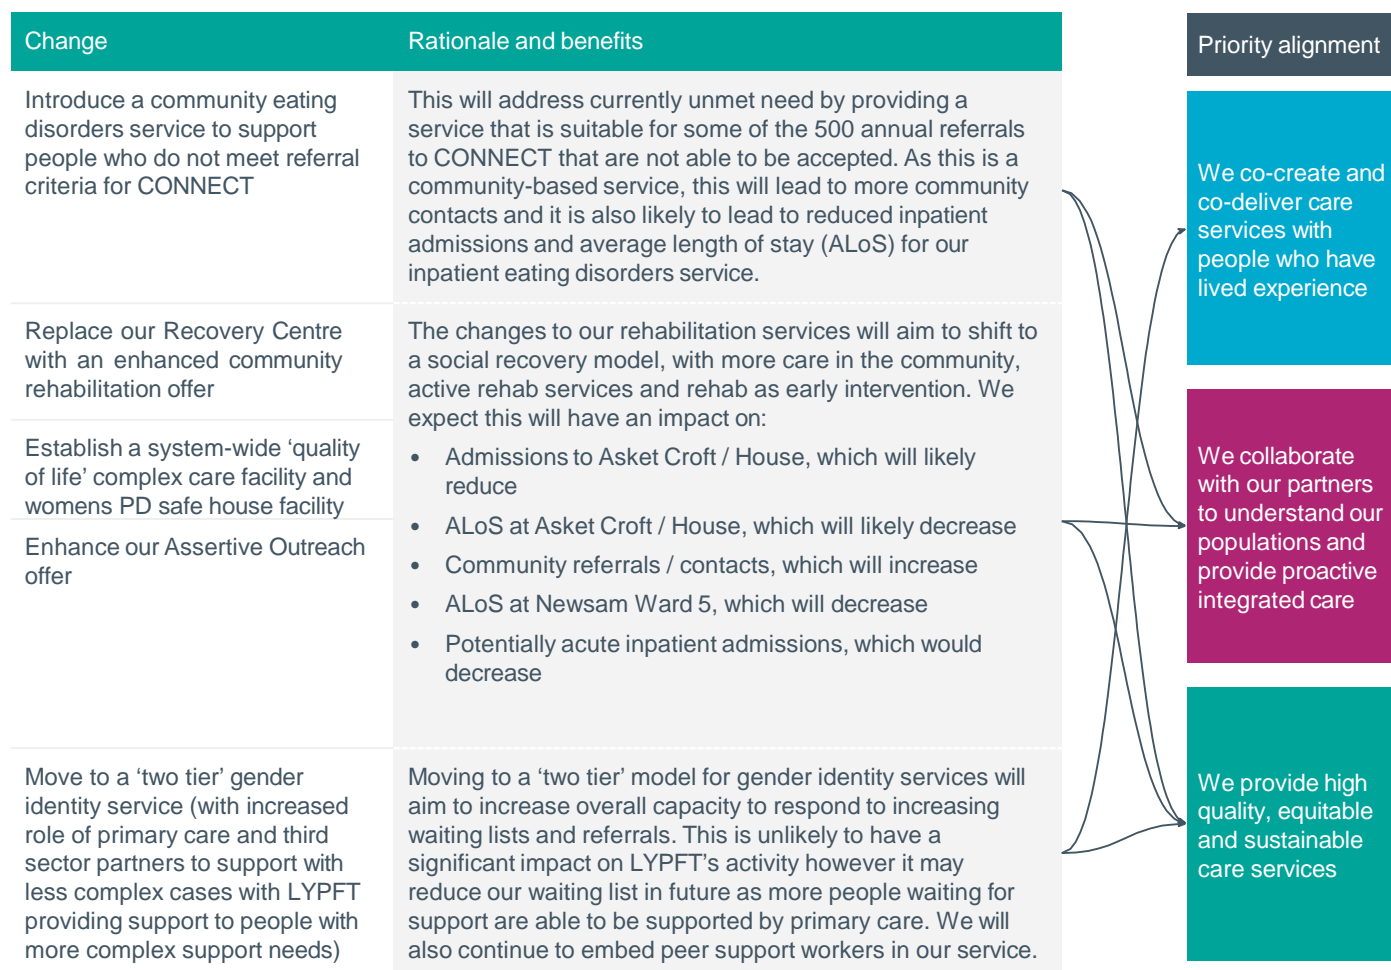 Change
Rationale and benefits
Priority alignment
Introduce a community eating
disorders service to support
people who do not meet referral
criteria for CONNECT
This will address currently unmet need by providing a
service that is suitable for some of the 500 annual referrals
to CONNECT that are not able to be accepted. As this is a
community-based service, this will lead to more community
contacts and it is also likely to lead to reduced inpatient
admissions and average length of stay (ALoS) for our
inpatient eating disorders service.
Replace our Recovery Centre
with an enhanced community
rehabilitation offer
Establish a system-wide ‘quality
of life’ complex care facility and
womens PD safe house facility
Enhance our Assertive Outreach
offer
The changes to our rehabilitation services will aim to shift to
a social recovery model, with more care in the community,
active rehab services and rehab as early intervention. We
expect this will have an impact on:
• Admissions to Asket Croft / House, which will likely
reduce
• ALoS at Asket Croft / House, which will likely decrease
• Community referrals / contacts, which will increase
• ALoS at Newsam Ward 5, which will decrease
• Potentially acute inpatient admissions, which would
decrease
Move to a ‘two tier’ gender
identity service (with increased
role of primary care and third
sector partners to support with
less complex cases with LYPFT
providing support to people with
more complex support needs)
Moving to a ‘two tier’ model for gender identity services will
aim to increase overall capacity to respond to increasing
waiting lists and referrals. This is unlikely to have a
significant impact on LYPFT’s activity however it may
reduce our waiting list in future as more people waiting for
support are able to be supported by primary care. We will
also continue to embed peer support workers in our service.
We co-create and
co-deliver care
services with
people who have
lived experience
We collaborate
with our partners
to understand our
populations and
provide proactive
integrated care
We provide high
quality, equitable
and sustainable
care services